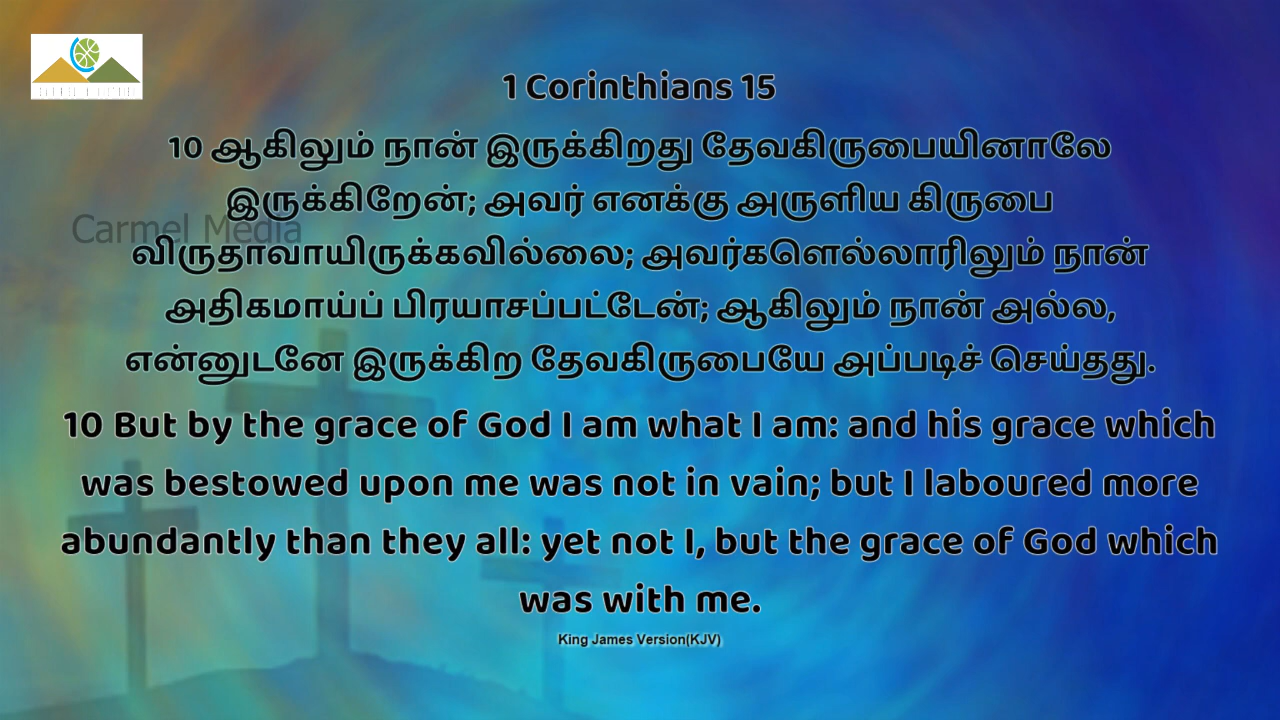 1 Corinthians 15
10 ஆகிலும் நான் இருக்கிறது தேவகிருபையினாலே
இருக்கிறேன்; அவர் எனக்கு அருளிய கிருபை
Carmel Media
விருதாவாயிருக்கவில்லை; அவர்களெல்லாரிலும் நான்
அதிகமாய்ப் பிரயாசப்பட்டேன்; ஆகிலும் நான் அல்ல,
என்னுடனே இருக்கிற தேவகிருபையே அப்படிச் செய்தது.
10 But by the grace of God I am what I am: and his grace which
was bestowed upon me was not in vain; but I laboured more
abundantly than they all: yet not I, but the grace of God which
was with me.
King James Version(KJV)